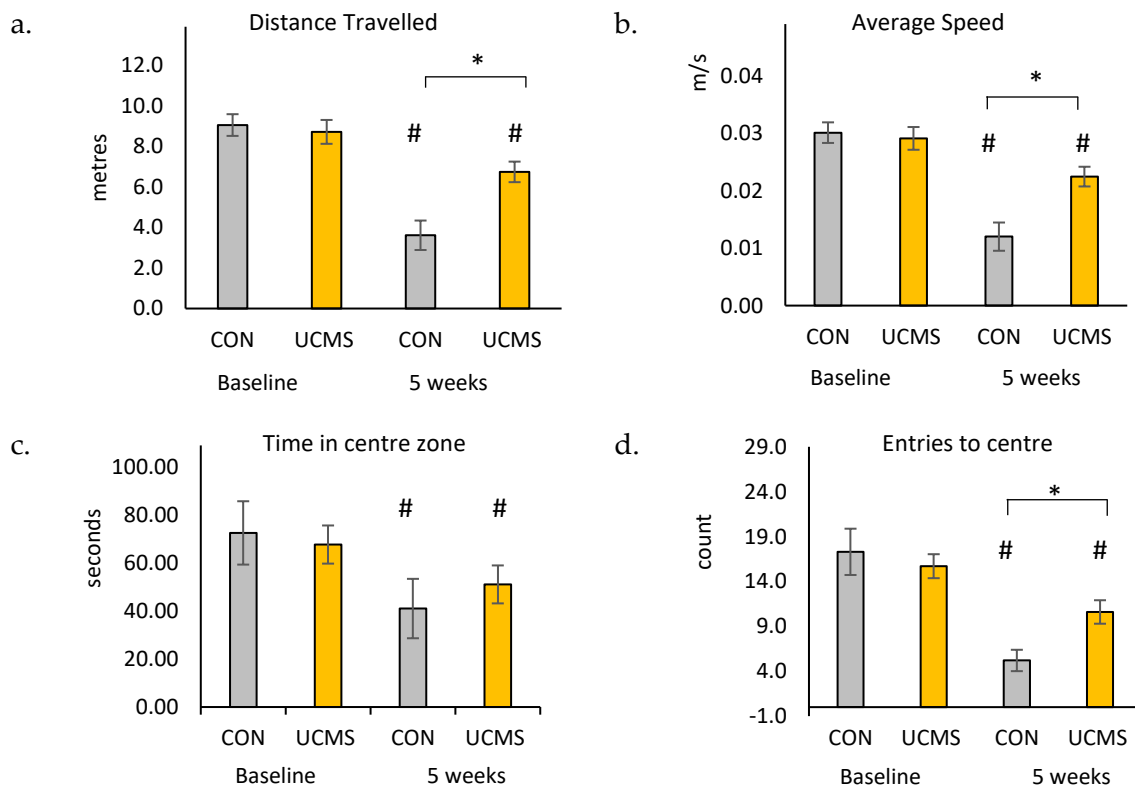 a.
Distance Travelled
metres
12.0
10.0
8.0
6.0
4.0
2.0
0.0
*
# #
CON UCMS CON UCMS
Baseline 5 weeks
b.
Average Speed
m/s
0.04
0.03
0.02
0.01
0.00
*
# #
CON UCMS CON UCMS
Baseline 5 weeks
c.
Time in centre zone
seconds
100.00
80.00
60.00
40.00
20.00
0.00
# #
CON UCMS CON UCMS
Baseline 5 weeks
d.
Entries to centre
count
29.0
24.0
19.0
14.0
9.0
4.0
-1.0
*
# #
CON UCMS CON UCMS
Baseline 5 weeks